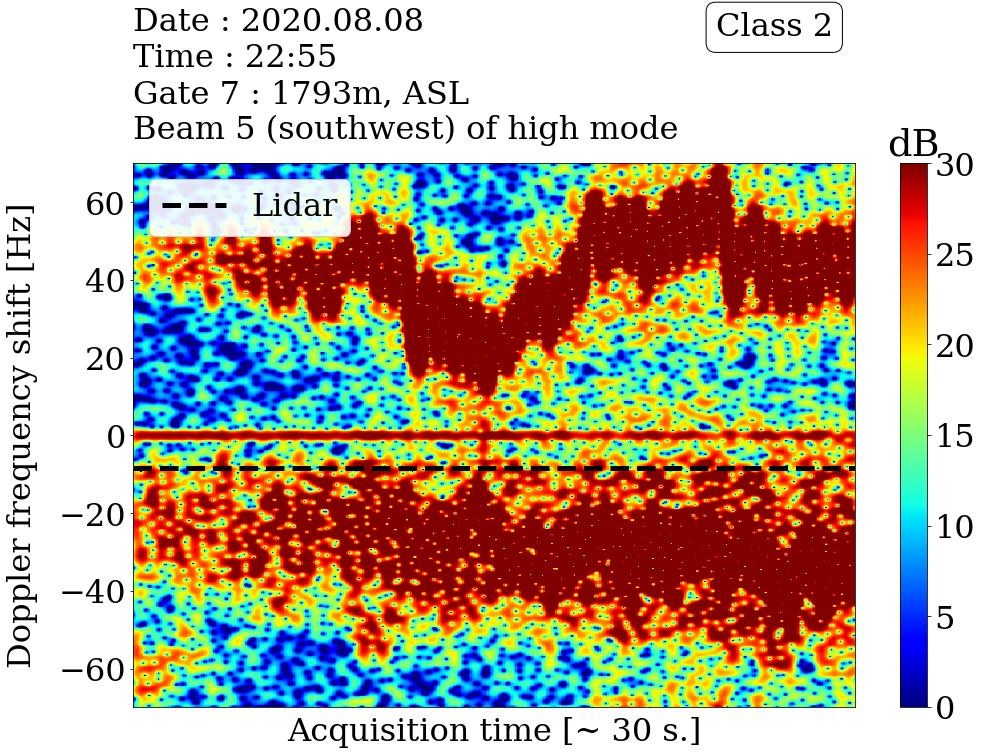 Date : 2020.08.08
Time : 22:55
Gate 7 : 1793m, ASL
Beam 5 (southwest) of high mode
Class 2
dB
Lidar
Doppler frequency shift [Hz]
60
40
20
0
−20
−40
−60
30
25
20
15
10
5
0
Acquisition time [~ 30 s.]